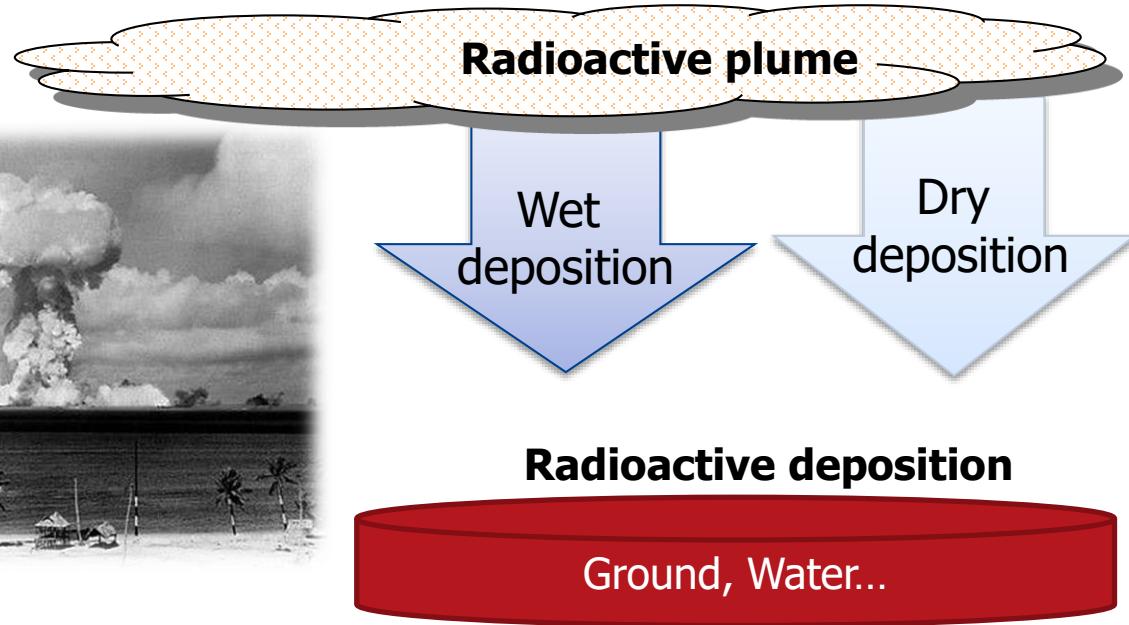 Radioactive plume
Wet
deposition
Dry
deposition
Radioactive deposition
Ground, Water…